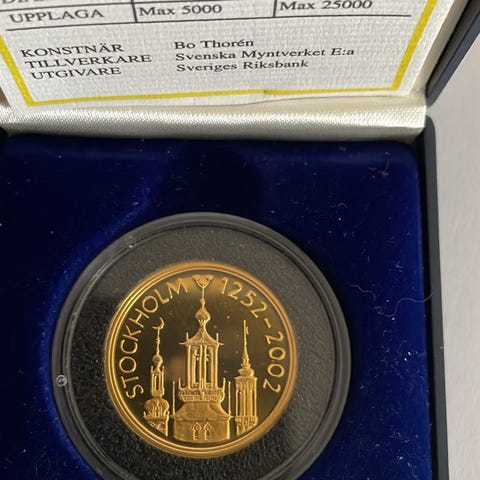 UPPLAGA Max 5000 Max 25000
KONSTNÄR Bo Thorén
TILLVERKARE Svenska Myntverket E:a
UTGIVARE Sveriges Riksbank
STOCKHOLM 1252-2002